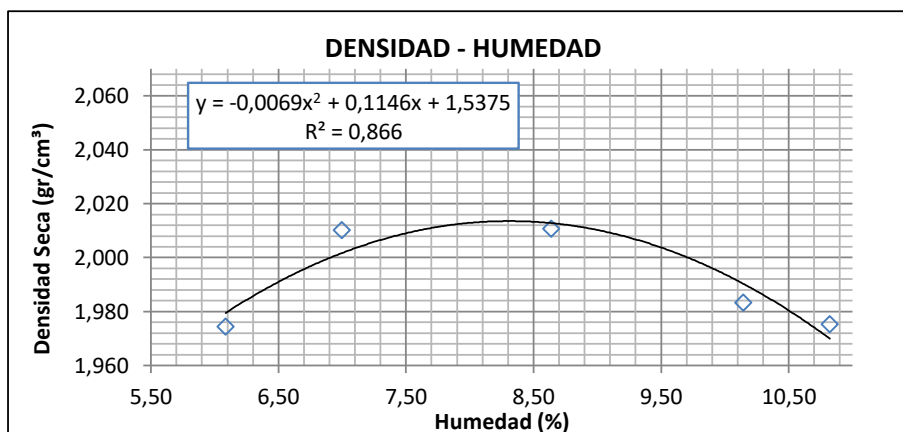 DENSIDAD - HUMEDAD
y = -0,0069x² + 0,1146x + 1,5375
R² = 0,866
Densidad Seca (gr/cm³)
2,060
2,040
2,020
2,000
1,980
1,960
5,50 6,50 7,50 8,50 9,50 10,50
Humedad (%)